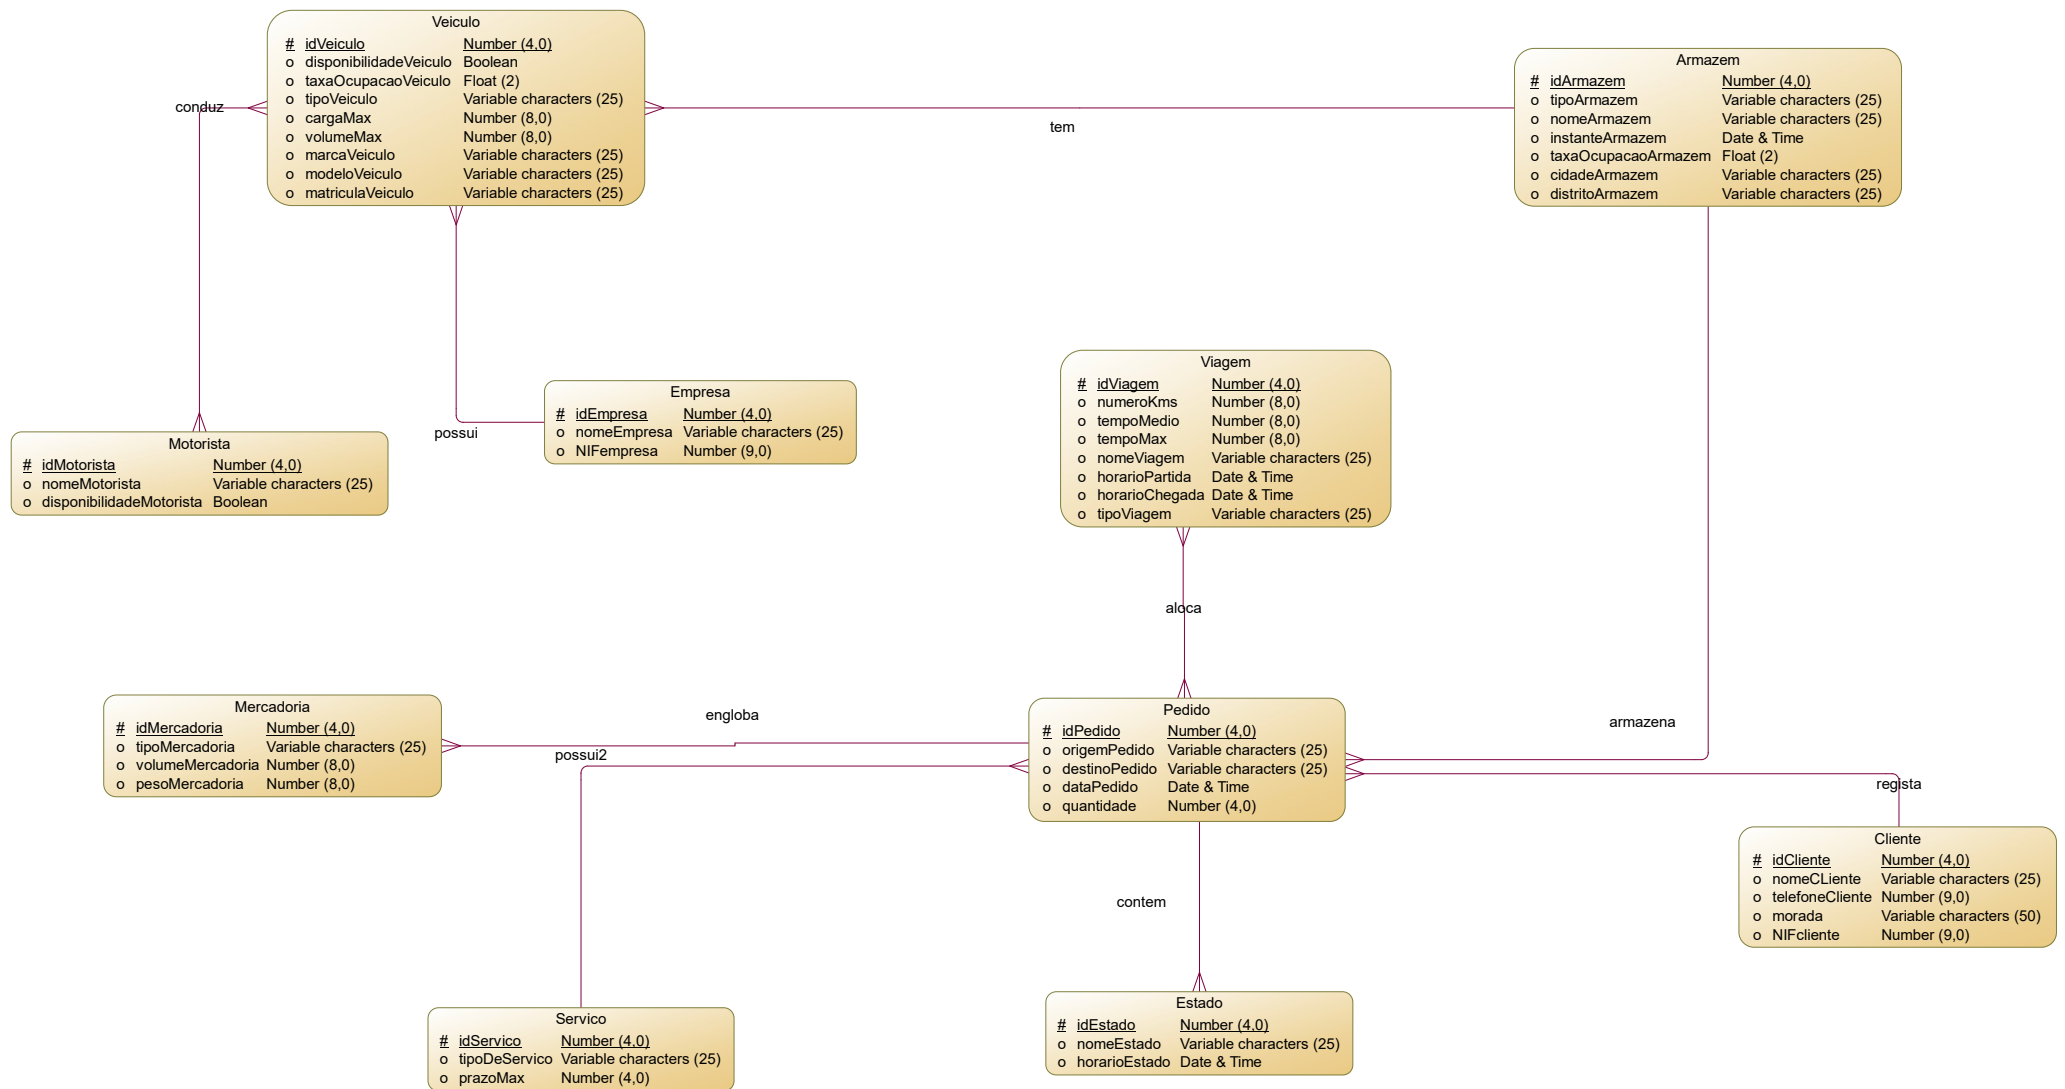 Veiculo
# idVeiculo Number (4,0)
o disponibilidadeVeiculo Boolean
o taxaOcupacaoVeiculo Float (2)
o tipoVeiculo Variable characters (25)
o cargaMax Number (8,0)
o volumeMax Number (8,0)
o marcaVeiculo Variable characters (25)
o modeloVeiculo Variable characters (25)
o matriculaVeiculo Variable characters (25)
Armazem
# idArmazem Number (4,0)
o tipoArmazem Variable characters (25)
o nomeArmazem Variable characters (25)
o instanteArmazem Date & Time
o taxaOcupacaoArmazem Float (2)
o cidadeArmazem Variable characters (25)
o distritoArmazem Variable characters (25)
conduz
tem
Viagem
# idViagem Number (4,0)
o numeroKms Number (8,0)
o tempoMedio Number (8,0)
o tempoMax Number (8,0)
o nomeViagem Variable characters (25)
o horarioPartida Date & Time
o horarioChegada Date & Time
o tipoViagem Variable characters (25)
Empresa
# idEmpresa Number (4,0)
o nomeEmpresa Variable characters (25)
o NIFempresa Number (9,0)
possui
Motorista
# idMotorista Number (4,0)
o nomeMotorista Variable characters (25)
o disponibilidadeMotorista Boolean
aloca
Mercadoria
# idMercadoria Number (4,0)
o tipoMercadoria Variable characters (25)
o volumeMercadoria Number (8,0)
o pesoMercadoria Number (8,0)
engloba
possui2
Pedido
# idPedido Number (4,0)
o origemPedido Variable characters (25)
o destinoPedido Variable characters (25)
o dataPedido Date & Time
o quantidade Number (4,0)
armazena
regista
Cliente
# idCliente Number (4,0)
o nomeCLiente Variable characters (25)
o telefoneCliente Number (9,0)
o morada Variable characters (50)
o NIFcliente Number (9,0)
contem
Estado
# idEstado Number (4,0)
o nomeEstado Variable characters (25)
o horarioEstado Date & Time
Servico
# idServico Number (4,0)
o tipoDeServico Variable characters (25)
o prazoMax Number (4,0)